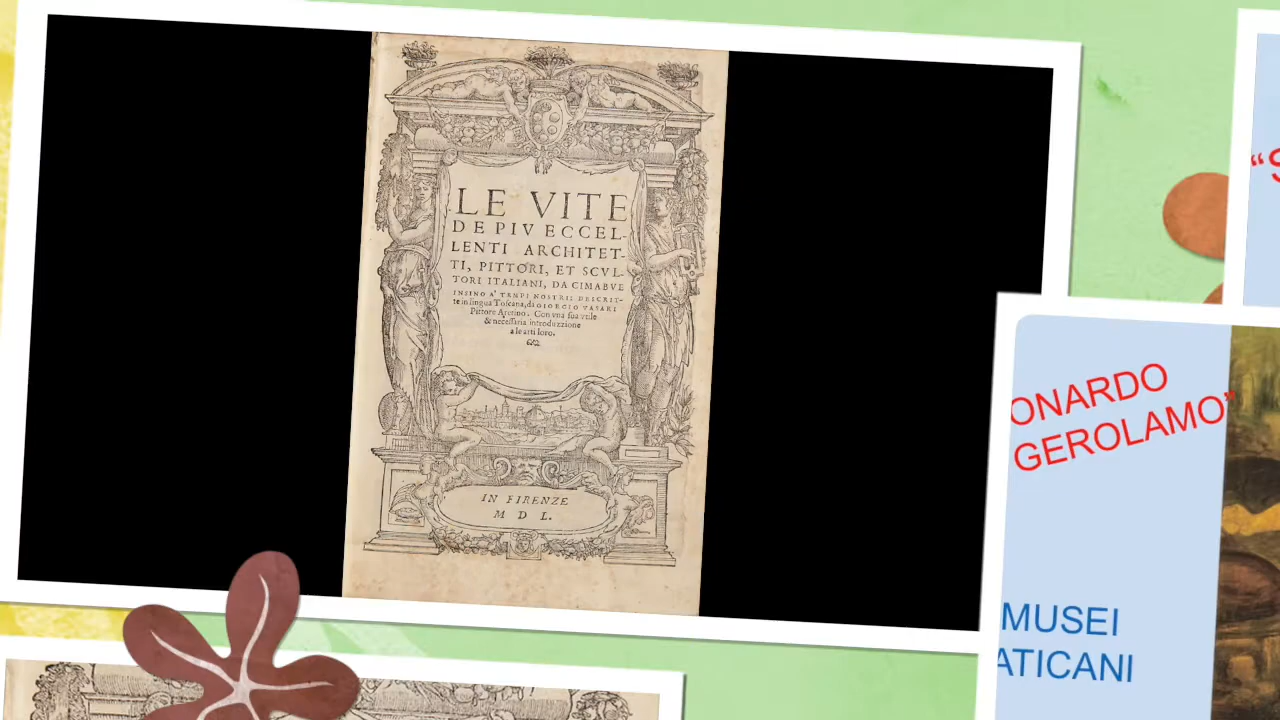 LE VITE
DE PIV ECCEL-
LENTI ARCHITET-
TI, PITTORI, ET SCVL-
TORI ITALIANI, DA CIMABVE
INSINO A' TEMPI NOSTRI: DESCRIT-
te in lingua Toscana, da GIORGIO VASARI
Pittore Aretino. Con vna sua vtile
& necessaria introduzzione
a le arti loro.
IN FIRENZE
M D L.
“S
ONARDO
GEROLAMO”
MUSEI
ATICANI